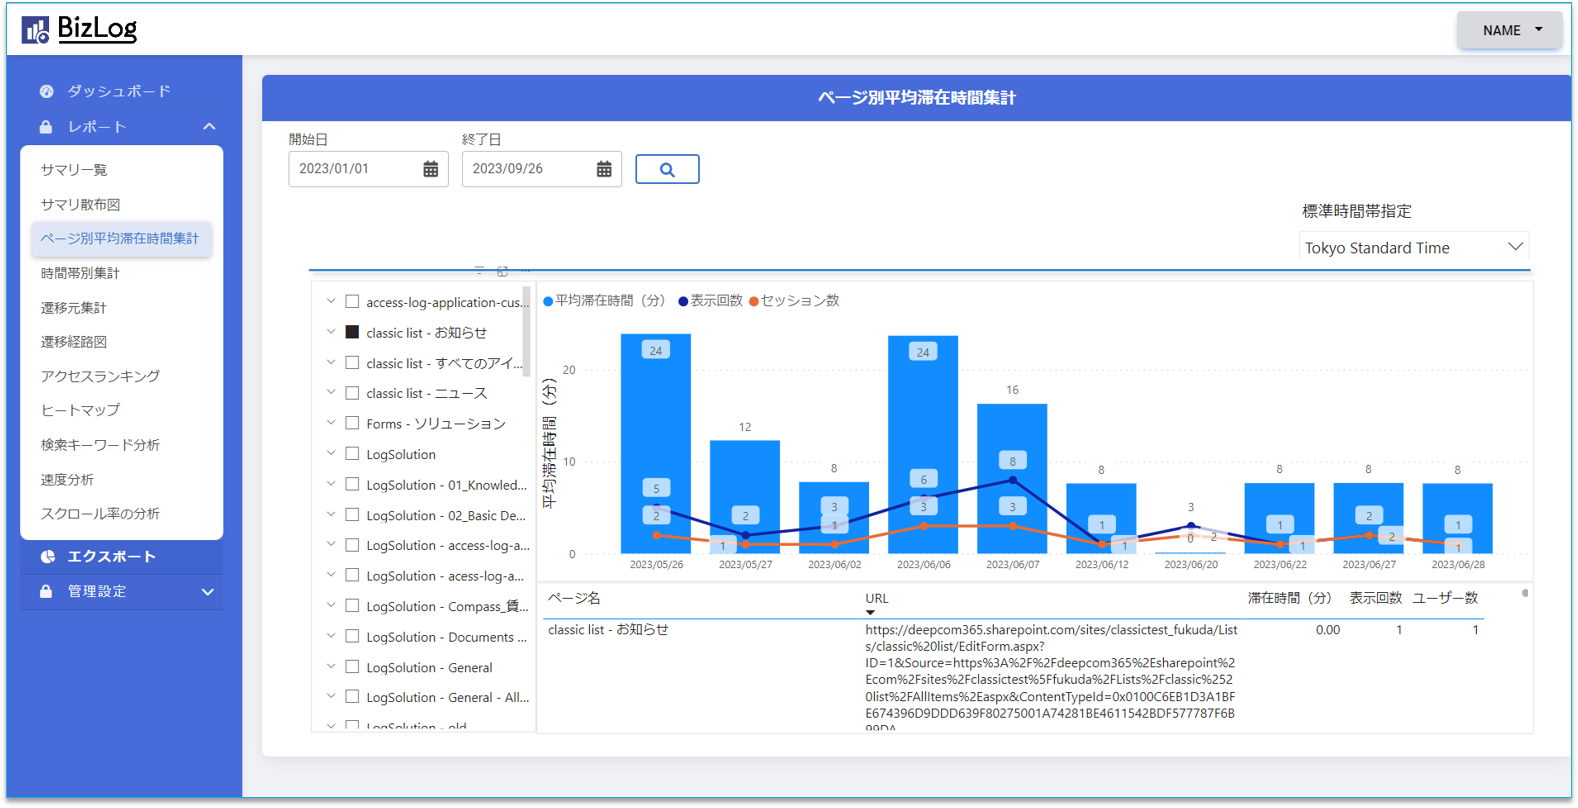 BizLog
NAME
ダッシュボード
レポート
サマリ一覧
サマリ散布図
ページ別平均滞在時間集計
時間帯別集計
遷移元集計
遷移経路図
アクセスランキング
ヒートマップ
検索キーワード分析
速度分析
スクロール率の分析
エクスポート
管理設定
ページ別平均滞在時間集計
開始日 終了日
2023/01/01 2023/09/26
標準時間帯指定
Tokyo Standard Time
access-log-application-cus...
classic list - お知らせ
classic list - すべてのアイ...
classic list - ニュース
Forms - ソリューション
LogSolution
LogSolution - 01_Knowled...
LogSolution - 02_Basic De...
LogSolution - access-log-a...
LogSolution - acess-log-a...
LogSolution - Compass_賃...
LogSolution - Documents ...
LogSolution - General
LogSolution - General - All...
LogSolution - old
平均滞在時間（分） 表示回数 セッション数
平均滞在時間（分）
20
10
0
24 12 8 24 16 8 3 8 8 8
5 2 3 6 8 1 0 1 2 1
2 1 1 3 3 1 2 1 2 1
2023/05/26 2023/05/27 2023/06/02 2023/06/06 2023/06/07 2023/06/12 2023/06/20 2023/06/22 2023/06/27 2023/06/28
ページ名 URL 滞在時間（分） 表示回数 ユーザー数
classic list - お知らせ https://deepcom365.sharepoint.com/sites/classictest_fukuda/List 0.00 1 1
s/classic%20list/EditForm.aspx?
ID=1&Source=https%3A%2F%2Fdeepcom365%2Esharepoint%2
Ecom%2Fsites%2Fclassictest%5Ffukuda%2FLists%2Fclassic%252
0list%2FAllItems%2Easpx&ContentTypeId=0x0100C6EB1D3A1BF
E674396D9DDD639F80275001A74281BE4611542BDF577787F6B
99DA